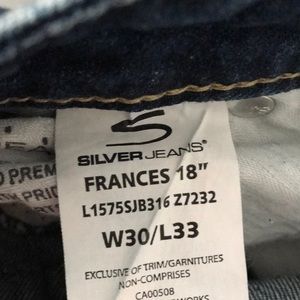 SILVER JEANS
FRANCES 18"
L1575SJB316 Z7232
W30/L33
EXCLUSIVE OF TRIM/GARNITURES
NON-COMPRISES
CA00508